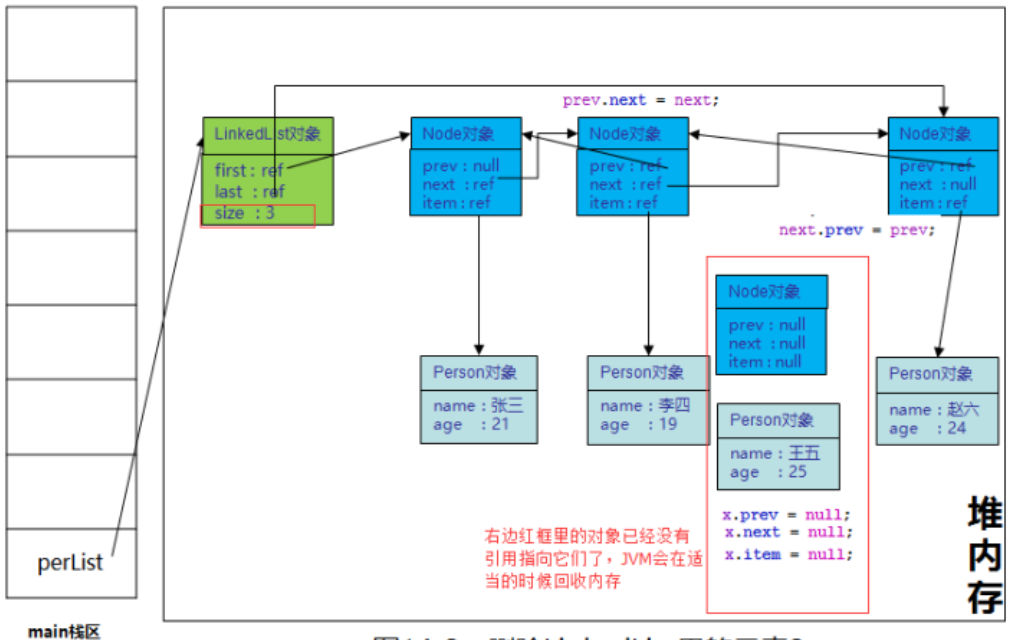 prev.next = next;
LinkedList对象
first : ref
last : ref
size : 3
Node对象
prev : null
next : ref
item : ref
Node对象
prev : ref
next : ref
item : ref
Node对象
prev : ref
next : null
item : ref
next.prev = prev;
Node对象
prev : null
next : null
item : null
Person对象
name : 张三
age : 21
Person对象
name : 李四
age : 19
Person对象
name : 王五
age : 25
Person对象
name : 赵六
age : 24
x.prev = null;
x.next = null;
x.item = null;
右边红框里的对象已经没有
引用指向它们了，JVM会在适
当的时候回收内存
堆
内
存
perList
main栈区